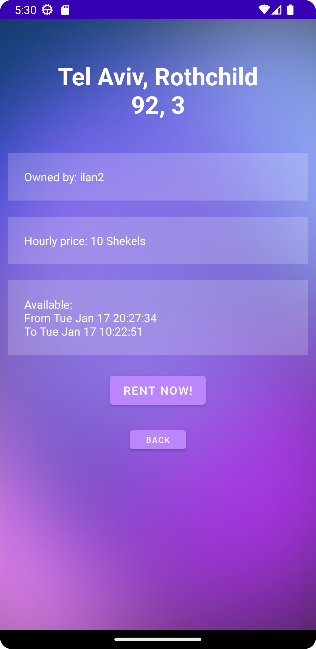 5:30
Tel Aviv, Rothchild
92, 3
Owned by: ilan2
Hourly price: 10 Shekels
Available:
From Tue Jan 17 20:27:34
To Tue Jan 17 10:22:51
RENT NOW!
BACK